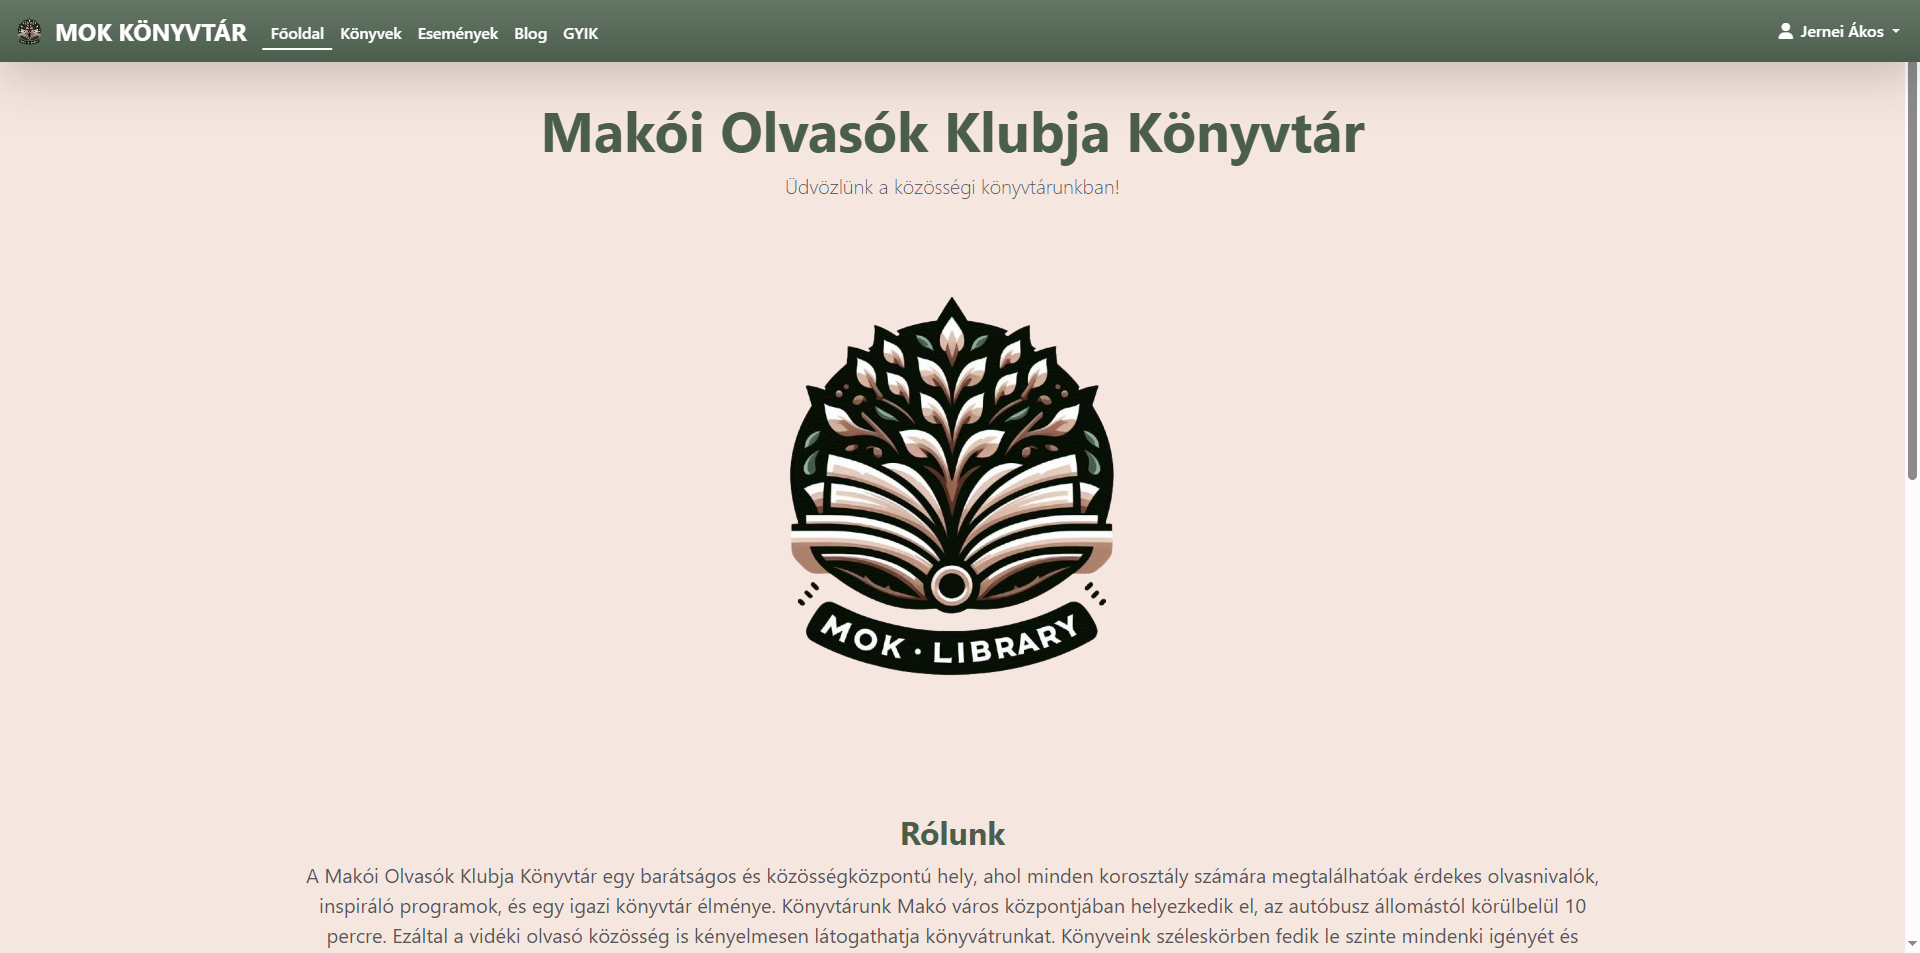 MOK KÖNYVTÁR Főoldal Könyvek Események Blog GYIK Jernei Ákos
Makói Olvasók Klubja Könyvtár
Üdvözlünk a közösségi könyvtárunkban!
MOK · LIBRARY
Rólunk
A Makói Olvasók Klubja Könyvtár egy barátságos és közösségközpontú hely, ahol minden korosztály számára megtalálhatóak érdekes olvasnivalók,
inspiráló programok, és egy igazi könyvtár élménye. Könyvtárunk Makó város központjában helyezkedik el, az autóbusz állomástól körülbelül 10
percre. Ezáltal a vidéki olvasó közösség is kényelmesen látogathatja könyvátrunkat. Könyveink széleskörben fedik le szinte mindenki igényét és